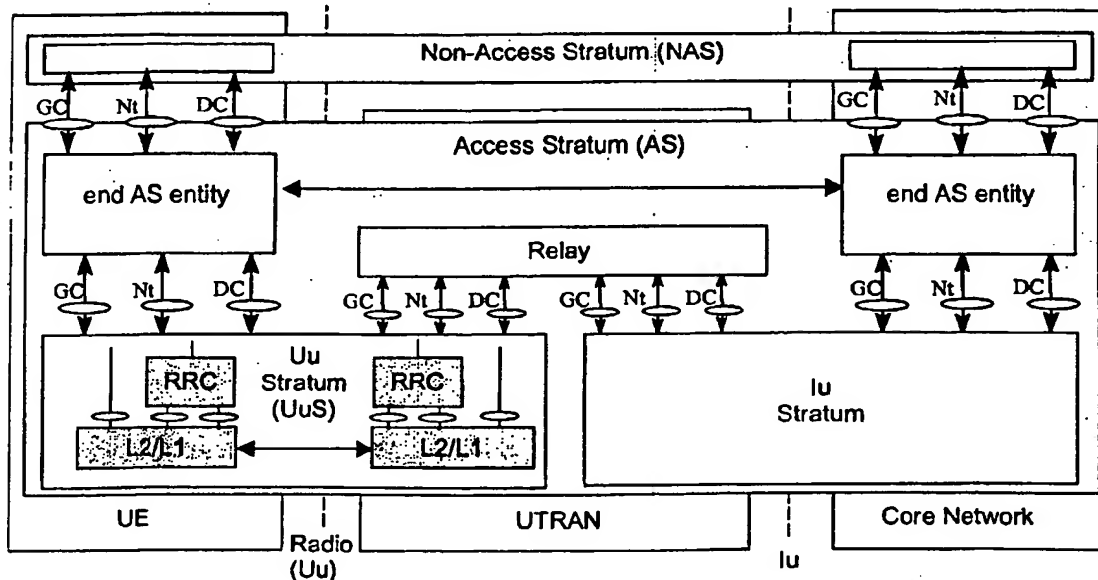 Non-Access Stratum (NAS)
GC Nt DC GC Nt DC
Access Stratum (AS)
end AS entity end AS entity
Relay
GC Nt DC GC Nt DC GC Nt DC GC Nt DC
RRC Uu RRC
Stratum
(UuS)
Iu
Stratum
L2/L1 L2/L1
UE UTRAN Core Network
Radio
(Uu)
Iu